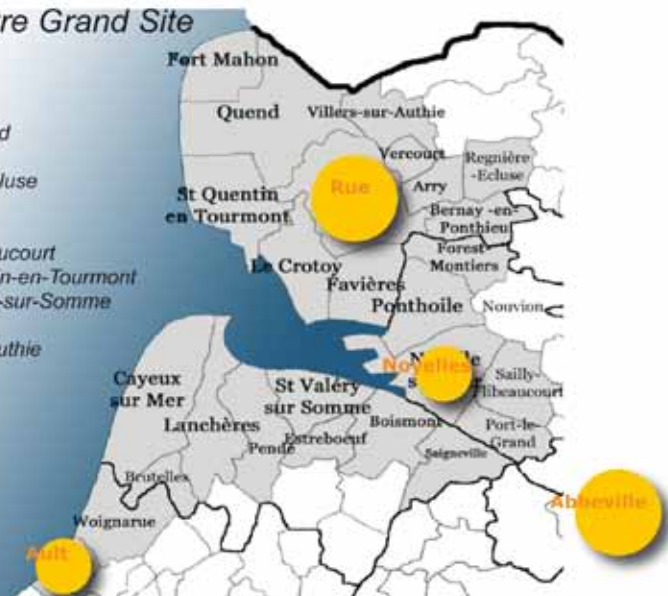 re Grand Site
d
luse
ucourt
n-en-Tourmont
-sur-Somme
uthie
Fort Mahon
Quend
Villers-sur-Authie
Vercourt
Regnière
-Ecluse
Rue
Arry
St Quentin
en Tourmont
Bernay -en-
Ponthieu
Forest-
Montiers
Le Crotoy
Favières
Ponthoile
Nouvion
Noyelles
Sailly-
Flibeaucourt
Cayeux
sur Mer
St Valéry
sur Somme
Lanchères
Boismont
Port-le-
Grand
Estreboeuf
Pendé
Saigneville
Brutelles
Woignarue
Abbeville
Ault